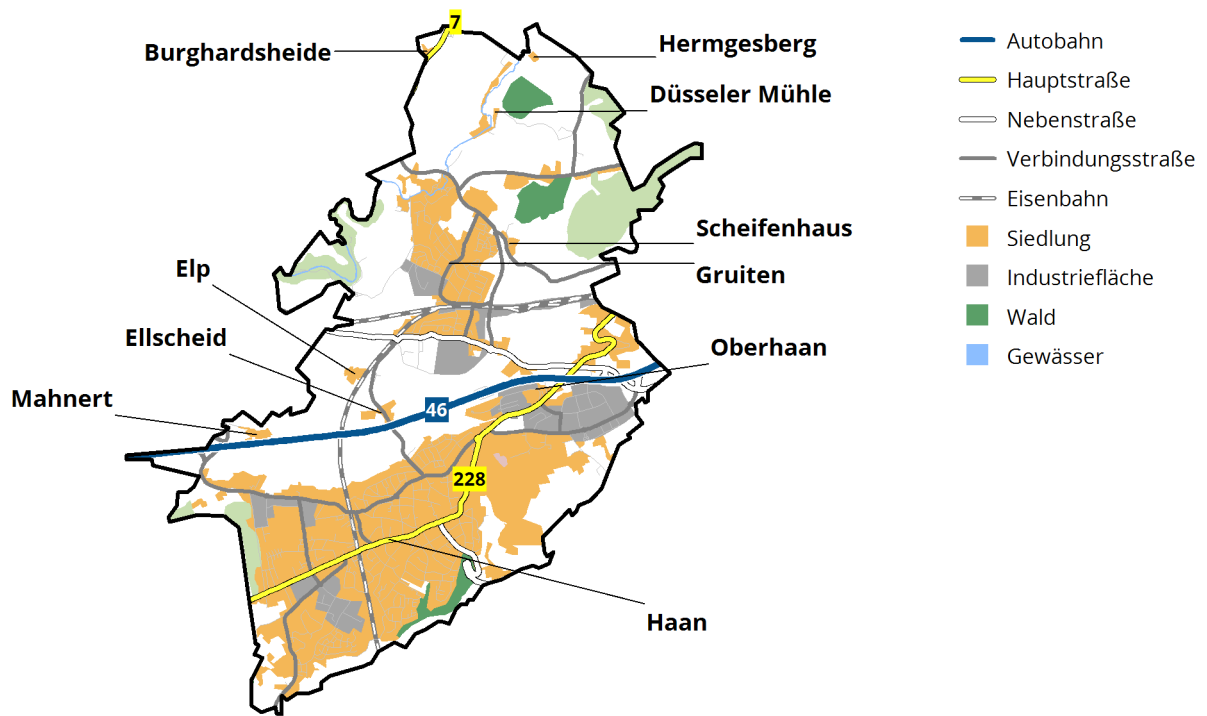 7
Burghardsheide
Hermgesberg
Düsseler Mühle
Scheifenhaus
Gruiten
Elp
Ellscheid
Oberhaan
Mahnert
46
228
Haan
Autobahn
Hauptstraße
Nebenstraße
Verbindungsstraße
Eisenbahn
Siedlung
Industriefläche
Wald
Gewässer